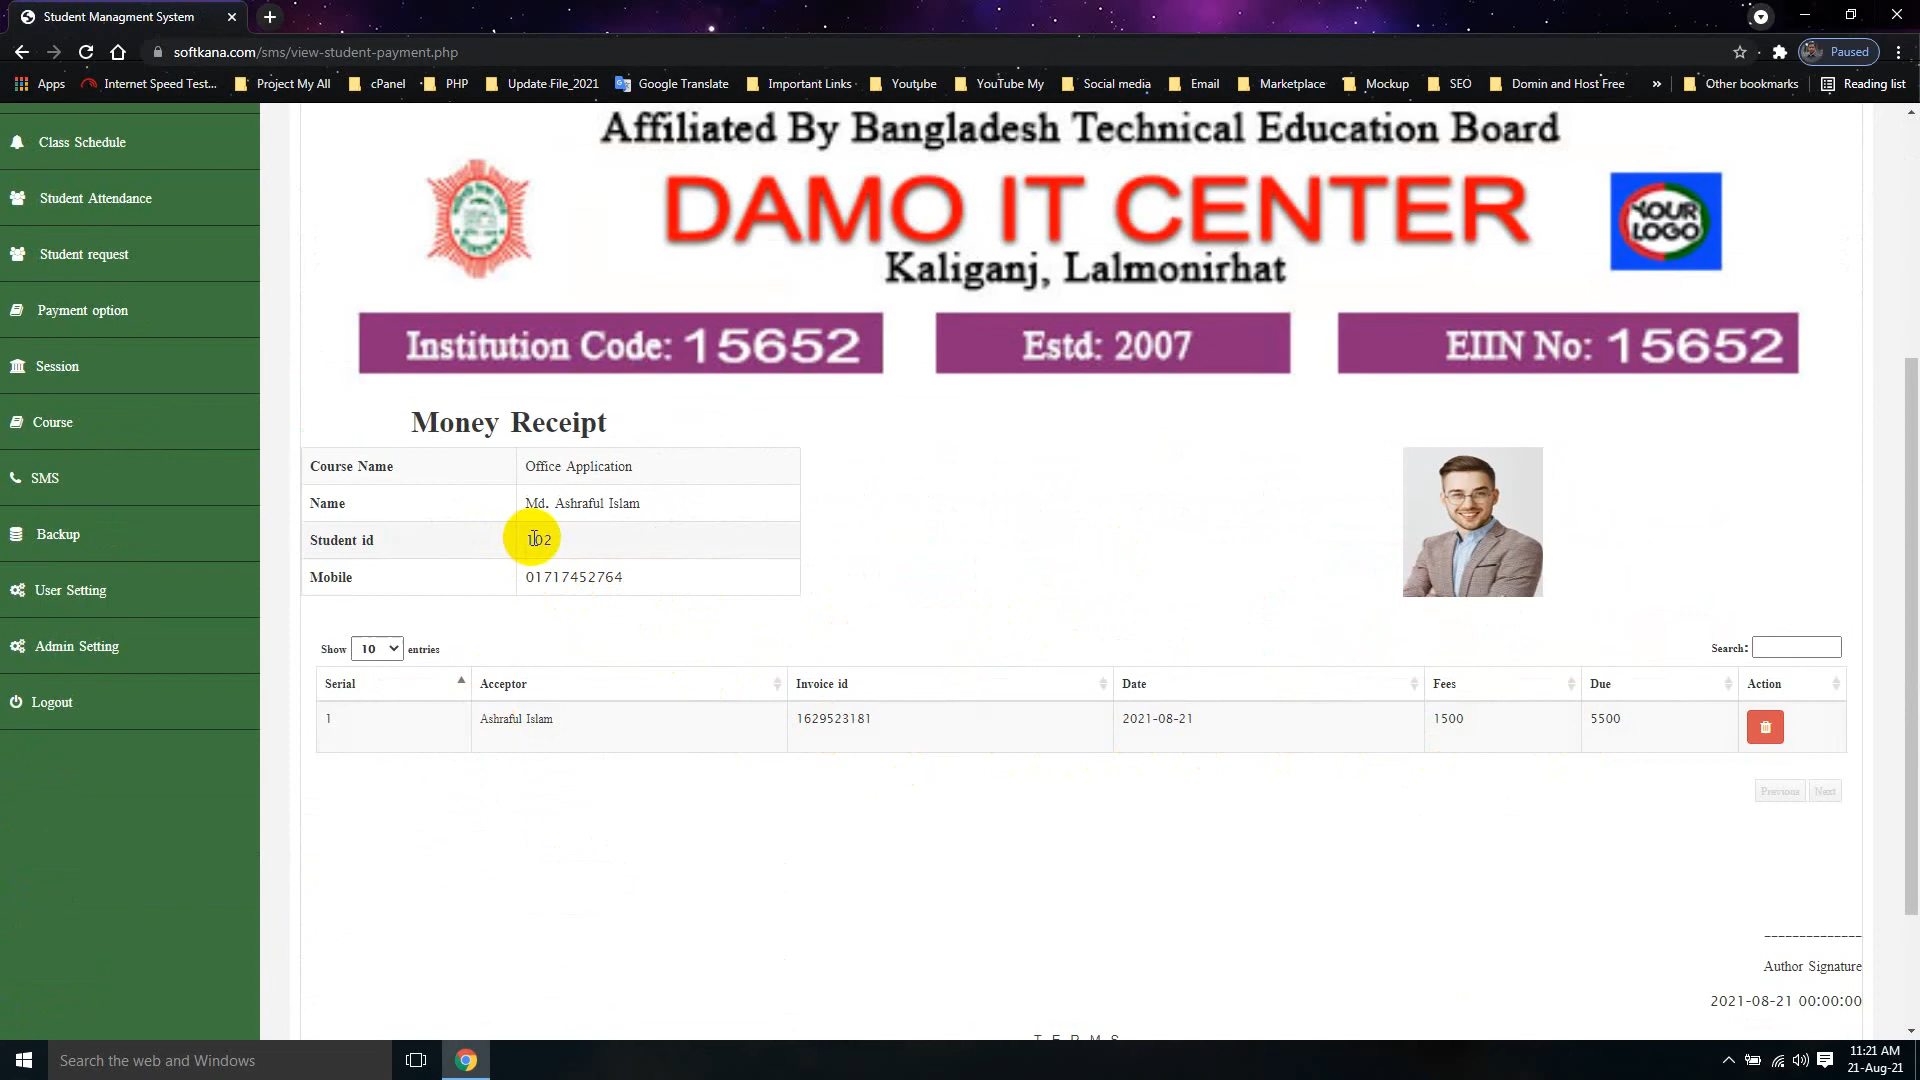 Student Managment System
softkana.com/sms/view-student-payment.php
Paused
Apps
Internet Speed Test...
Project My All
cPanel
PHP
Update File_2021
Google Translate
Important Links
Youtube
YouTube My
Social media
Email
Marketplace
Mockup
SEO
Domin and Host Free
»
Other bookmarks
Reading list
Class Schedule
Student Attendance
Student request
Payment option
Session
Course
SMS
Backup
User Setting
Admin Setting
Logout
Affiliated By Bangladesh Technical Education Board
DAMO IT CENTER
YOUR
LOGO
Kaliganj, Lalmonirhat
Institution Code: 15652
Estd: 2007
EIIN No: 15652
Money Receipt
Course Name Office Application
Name Md. Ashraful Islam
Student id 102
Mobile 01717452764
Show 10 entries
Search:
Serial Acceptor Invoice id Date Fees Due Action
1 Ashraful Islam 1629523181 2021-08-21 1500 5500
Previous Next
--------------
Author Signature
2021-08-21 00:00:00
TERMS
Search the web and Windows
11:21 AM
21-Aug-21